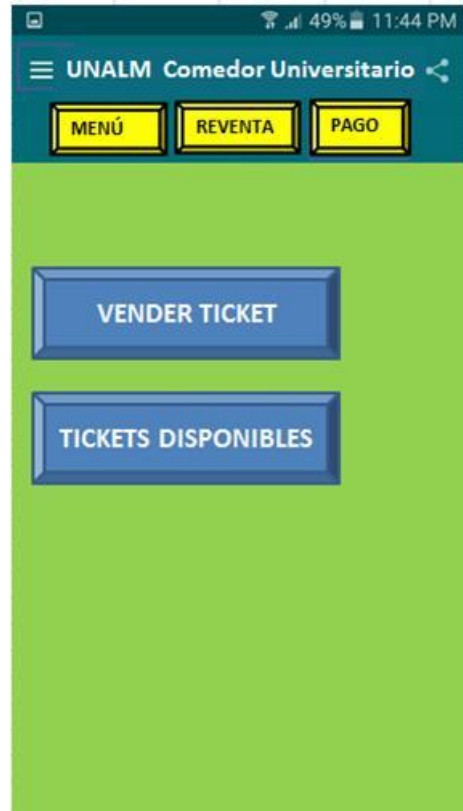 49% 11:44 PM
UNALM Comedor Universitario
MENÚ REVENTA PAGO
VENDER TICKET
TICKETS DISPONIBLES